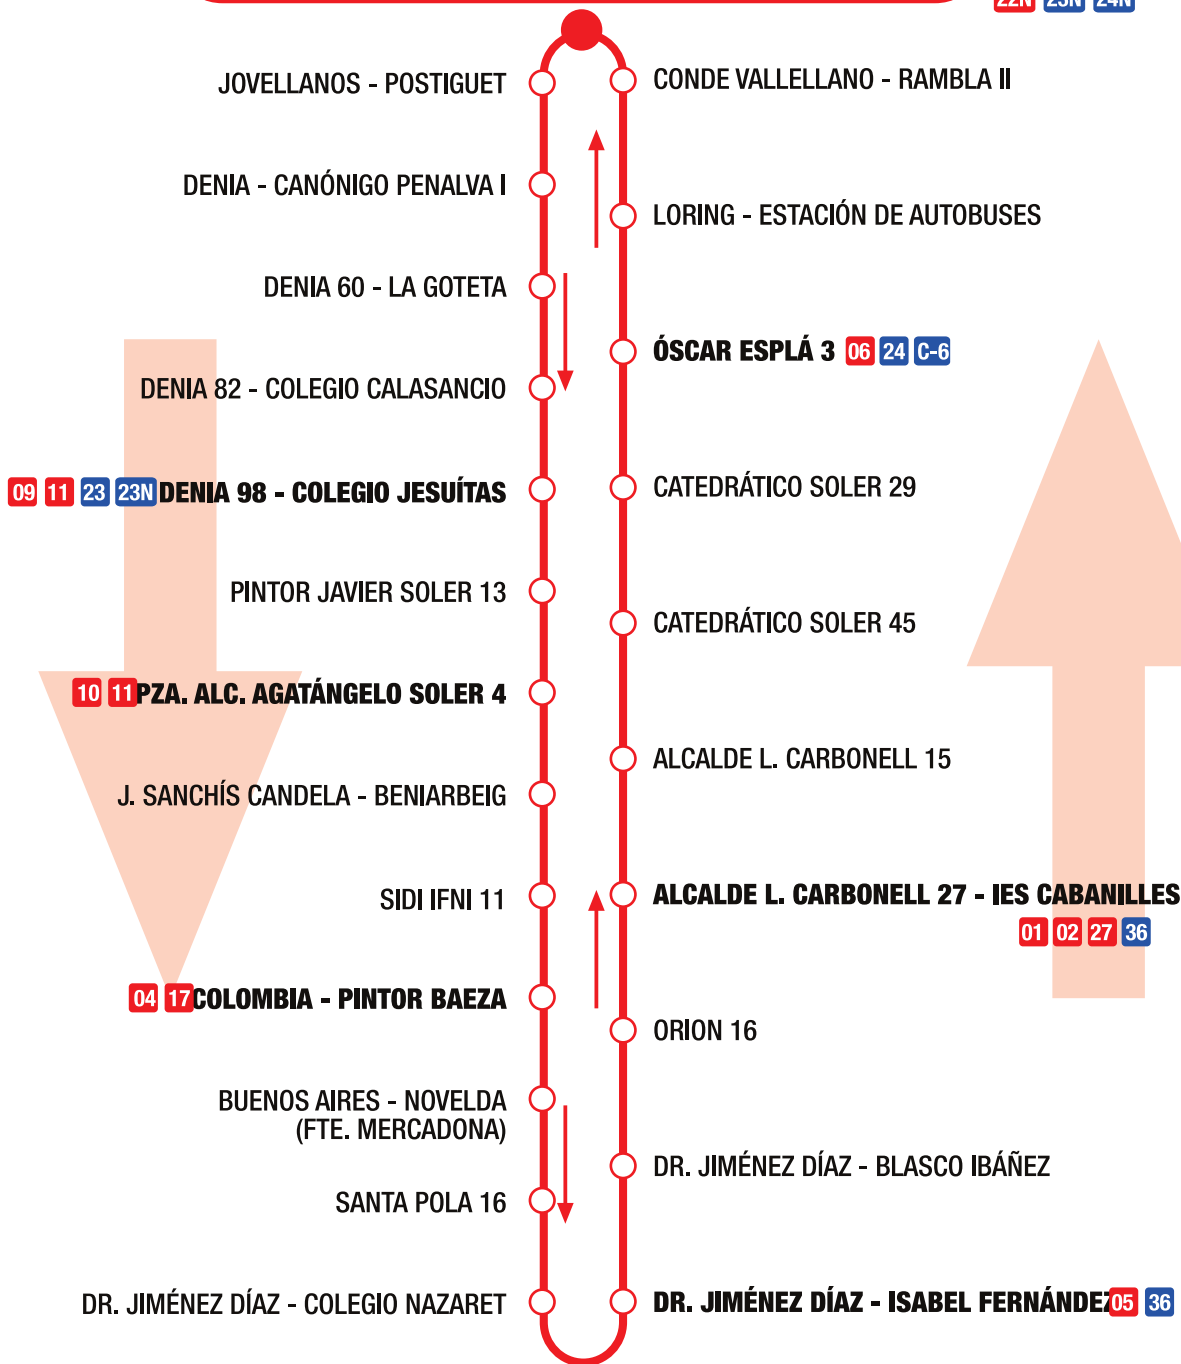 22N 23N 24N
JOVELLANOS - POSTIGUET
DENIA - CANÓNIGO PENALVA I
DENIA 60 - LA GOTETA
DENIA 82 - COLEGIO CALASANCIO
09 11 23 23N DENIA 98 - COLEGIO JESUÍTAS
PINTOR JAVIER SOLER 13
10 11 PZA. ALC. AGATÁNGELO SOLER 4
J. SANCHÍS CANDELA - BENIARBEIG
SIDI IFNI 11
04 17 COLOMBIA - PINTOR BAEZA
BUENOS AIRES - NOVELDA
(FTE. MERCADONA)
SANTA POLA 16
DR. JIMÉNEZ DÍAZ - COLEGIO NAZARET
CONDE VALLELLANO - RAMBLA II
LORING - ESTACIÓN DE AUTOBUSES
ÓSCAR ESPLÁ 3 06 24 C-6
CATEDRÁTICO SOLER 29
CATEDRÁTICO SOLER 45
ALCALDE L. CARBONELL 15
ALCALDE L. CARBONELL 27 - IES CABANILLES
01 02 27 36
ORION 16
DR. JIMÉNEZ DÍAZ - BLASCO IBÁÑEZ
DR. JIMÉNEZ DÍAZ - ISABEL FERNÁNDEZ 05 36